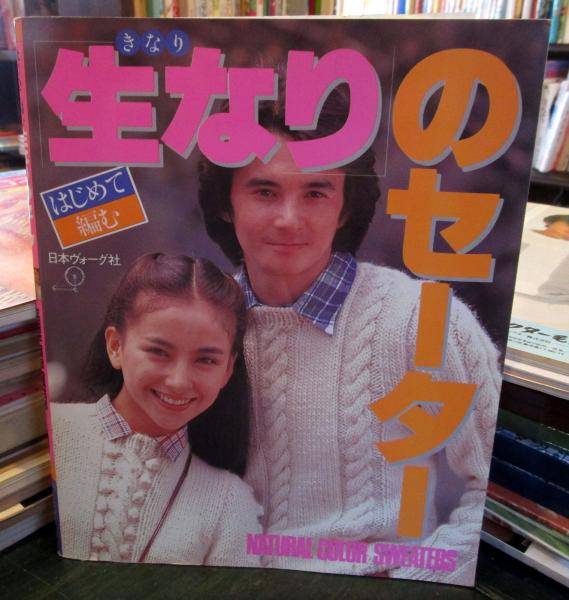 きなり
「生なり」
のセーター
はじめて
編む
日本ヴォーグ社
NATURAL COLOR SWEATERS